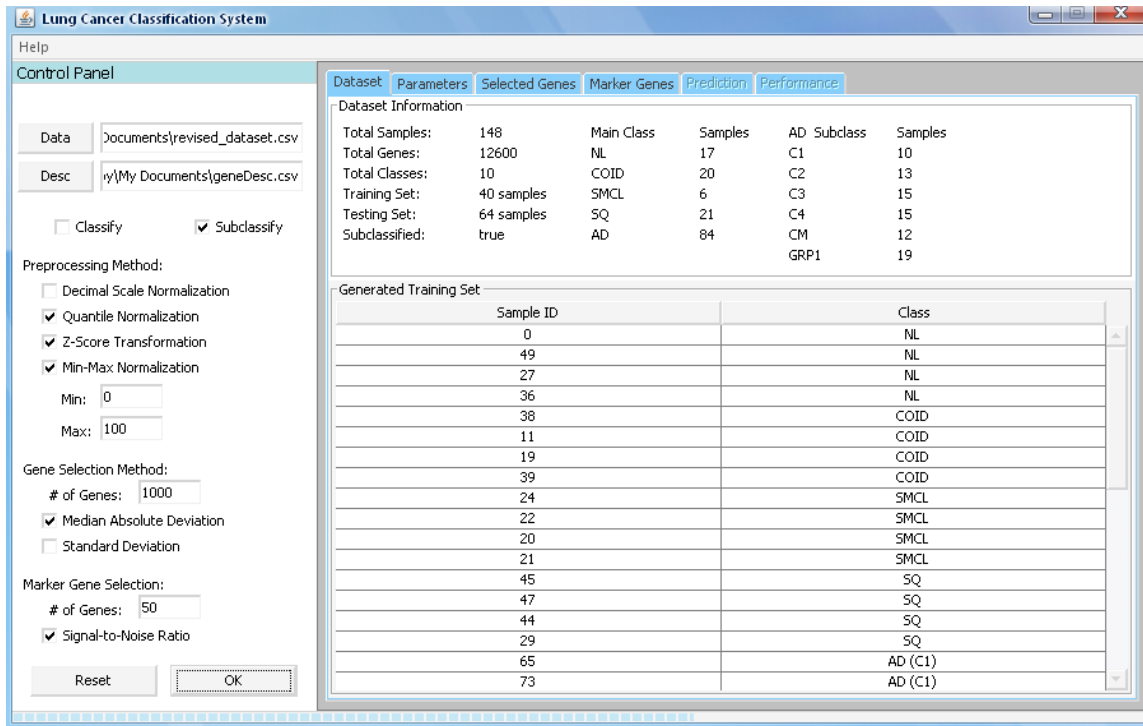 Lung Cancer Classification System
Help
Control Panel
Data Documents\revised_dataset.csv
Desc y\My Documents\geneDesc.csv
Classify Subclassify
Preprocessing Method:
Decimal Scale Normalization
Quantile Normalization
Z-Score Transformation
Min-Max Normalization
Min: 0
Max: 100
Gene Selection Method:
# of Genes: 1000
Median Absolute Deviation
Standard Deviation
Marker Gene Selection:
# of Genes: 50
Signal-to-Noise Ratio
Reset OK
Dataset Parameters Selected Genes Marker Genes Prediction Performance
Dataset Information
Total Samples: 148 Main Class Samples AD Subclass Samples
Total Genes: 12600 NL 17 C1 10
Total Classes: 10 COID 20 C2 13
Training Set: 40 samples SMCL 6 C3 15
Testing Set: 64 samples SQ 21 C4 15
Subclassified: true AD 84 CM 12
GRP1 19
Generated Training Set
Sample ID Class
0 NL
49 NL
27 NL
36 NL
38 COID
11 COID
19 COID
39 COID
24 SMCL
22 SMCL
20 SMCL
21 SMCL
45 SQ
47 SQ
44 SQ
29 SQ
65 AD (C1)
73 AD (C1)